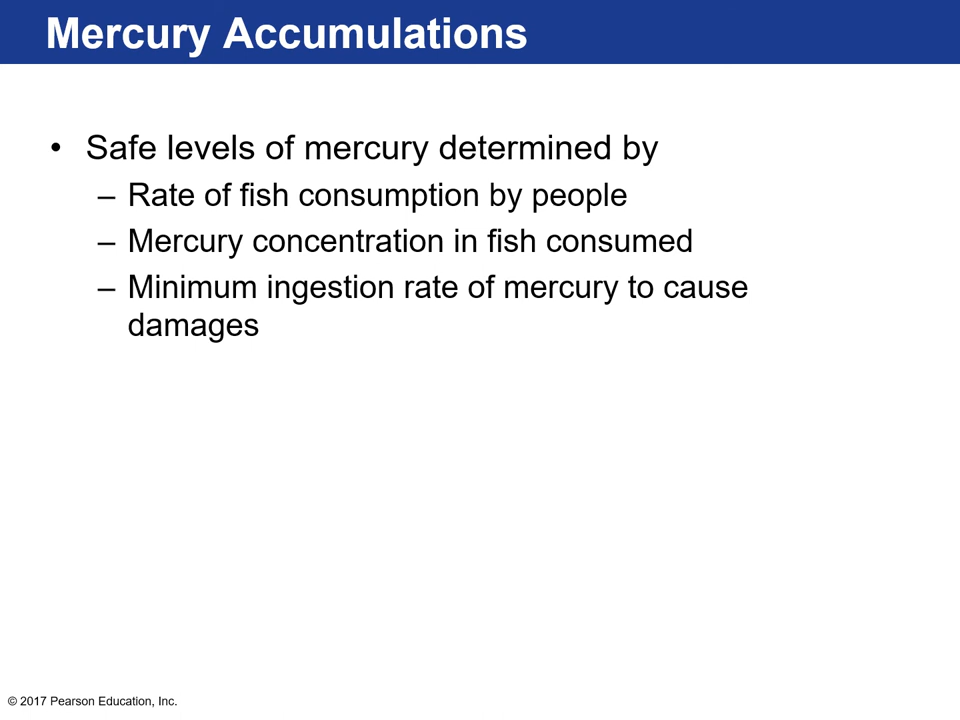 Mercury Accumulations
• Safe levels of mercury determined by
– Rate of fish consumption by people
– Mercury concentration in fish consumed
– Minimum ingestion rate of mercury to cause
damages
© 2017 Pearson Education, Inc.